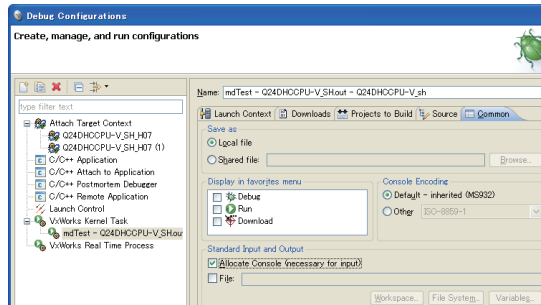 Debug Configurations
Create, manage, and run configurations
Name: mdTest - Q24DHCCPU-V_SH.out - Q24DHCCPU-V_sh
type filter text
Launch Context Downloads Projects to Build Source Common
Attach Target Context
Q24DHCCPU-V_SH_H07
Q24DHCCPU-V_SH_H07 (1)
C/C++ Application
C/C++ Attach to Application
C/C++ Postmortem Debugger
C/C++ Remote Application
Launch Control
VxWorks Kernel Task
mdTest - Q24DHCCPU-V_SH.ou
VxWorks Real Time Process
Save as
Local file
Shared file:
Browse...
Display in favorites menu
Debug
Run
Download
Console Encoding
Default - inherited (MS932)
Other ISO-8859-1
Standard Input and Output
Allocate Console (necessary for input)
File:
Workspace... File System... Variables...